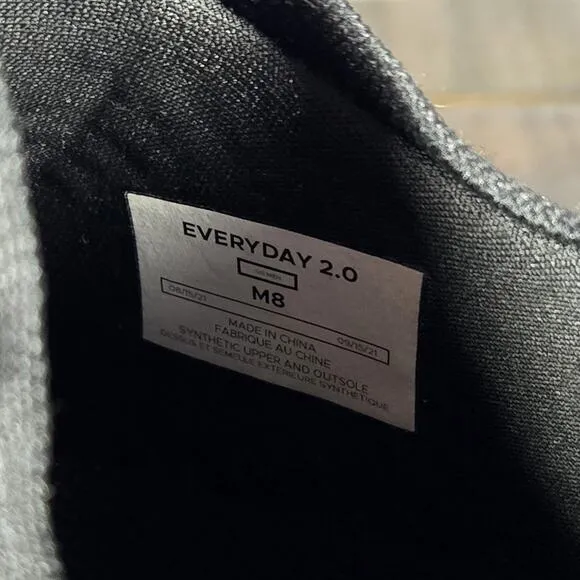 EVERYDAY 2.0
M8
08/15/21
09/15/21
MADE IN CHINA
FABRIQUE AU CHINE
SYNTHETIC UPPER AND OUTSOLE
DESSUS ET SEMELLE EXTERIEURE SYNTHETIQUE